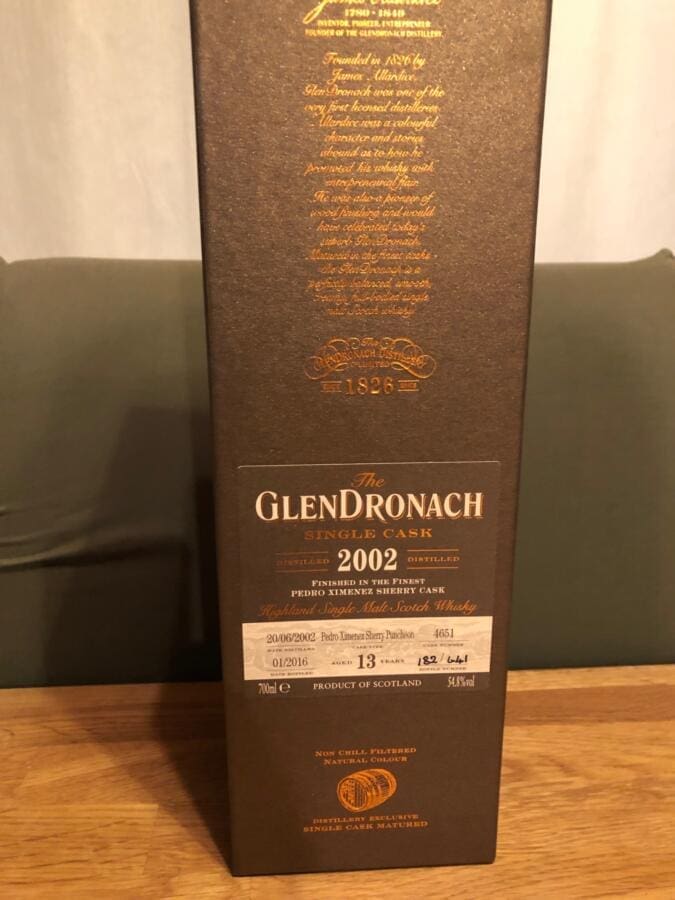 1780 - 1849
INVENTOR, PIONEER, ENTREPRENEUR
FOUNDER OF THE GLENDRONACH DISTILLERY.
Founded in 1826 by
James Allardice,
GlenDronach was one of the
very first licensed distilleries.
Allardice was a colourful
character and stories
abound as to how he
promoted his whisky with
entrepreneurial flair.
He was also a pioneer of
wood finishing and would
have celebrated today's
superb GlenDronach.
Matured in the finest casks -
the GlenDronach is a
perfectly balanced, smooth,
full-bodied single
malt Scotch whisky.
The
GLENDRONACH DISTILLERY
LIMITED
1826
The
GLENDRONACH
SINGLE CASK
DISTILLED 2002 DISTILLED
FINISHED IN THE FINEST
PEDRO XIMENEZ SHERRY CASK
Highland Single Malt Scotch Whisky
20/06/2002 Pedro Ximenez Sherry Puncheon 4651
DATE DISTILLED CASK TYPE CASK NUMBER
01/2016 AGED 13 YEARS 182/641
DATE BOTTLED BOTTLE NUMBER
700ml e PRODUCT OF SCOTLAND 54.8%vol
NON CHILL FILTERED
NATURAL COLOUR
DISTILLERY EXCLUSIVE
SINGLE CASK MATURED